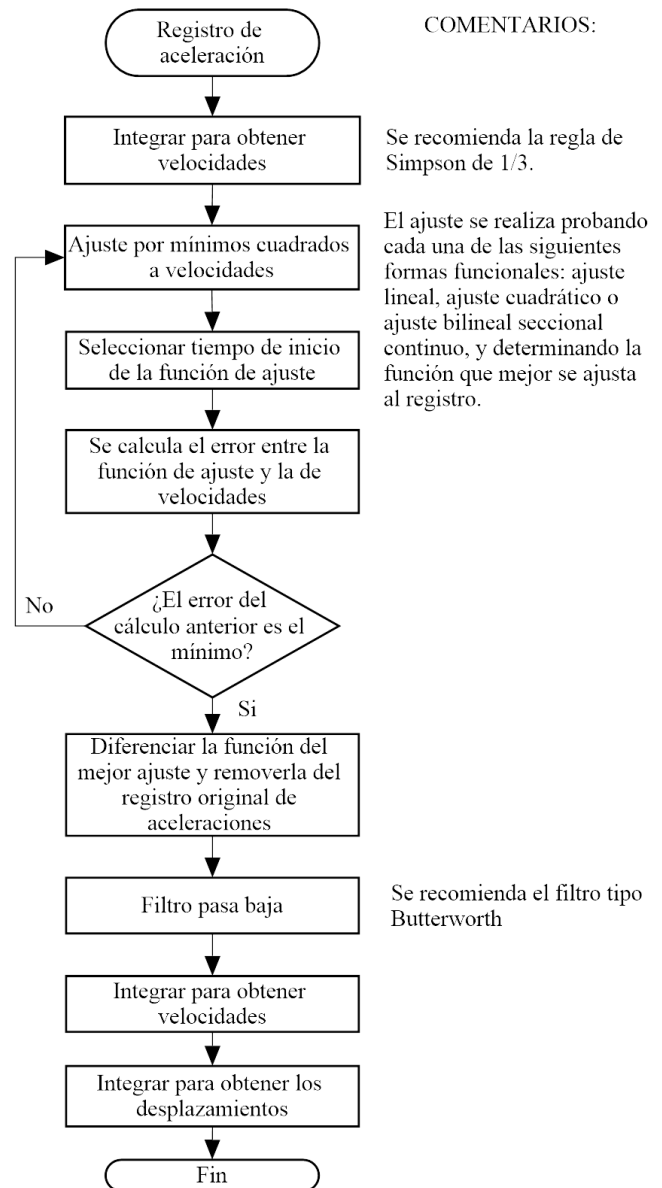 Registro de
aceleración
COMENTARIOS:
Integrar para obtener
velocidades
Se recomienda la regla de
Simpson de 1/3.
Ajuste por mínimos cuadrados
a velocidades
El ajuste se realiza probando
cada una de las siguientes
formas funcionales: ajuste
lineal, ajuste cuadrático o
ajuste bilineal seccional
continuo, y determinando la
función que mejor se ajusta
al registro.
Seleccionar tiempo de inicio
de la función de ajuste
Se calcula el error entre la
función de ajuste y la de
velocidades
¿El error del
cálculo anterior es el
mínimo?
No
Si
Diferenciar la función del
mejor ajuste y removerla del
registro original de
aceleraciones
Filtro pasa baja
Se recomienda el filtro tipo
Butterworth
Integrar para obtener
velocidades
Integrar para obtener los
desplazamientos
Fin